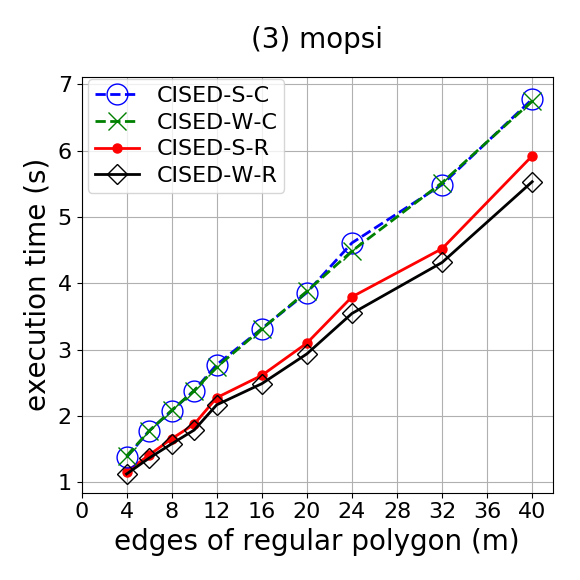 (3) mopsi
7
CISED-S-C
CISED-W-C
6
CISED-S-R
CISED-W-R
5
execution time (s)
4
3
2
1
0 4 8 12 16 20 24 28 32 36 40
edges of regular polygon (m)